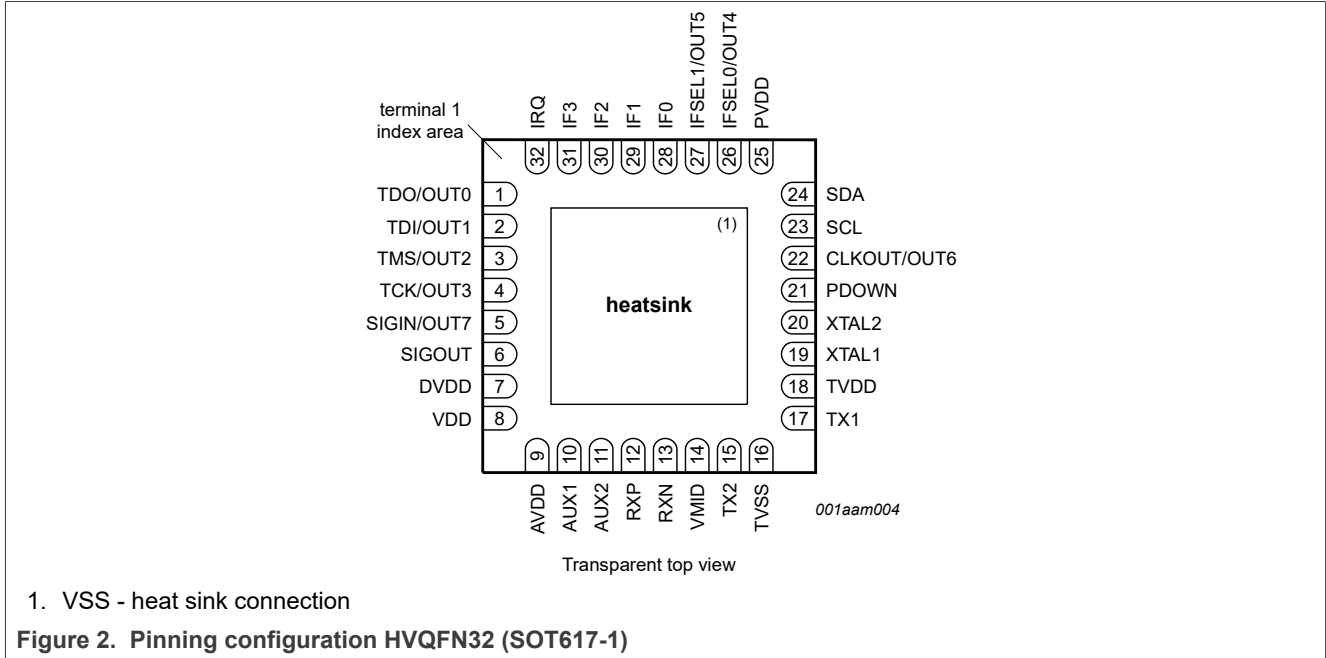 IFSEL1/OUT5
IFSEL0/OUT4
IRQ
IF3
IF2
IF1
IF0
PVDD
terminal 1
index area
32
31
30
29
28
27
26
25
TDO/OUT0 1
24 SDA
TDI/OUT1 2
(1)
23 SCL
TMS/OUT2 3
22 CLKOUT/OUT6
TCK/OUT3 4
21 PDOWN
heatsink
SIGIN/OUT7 5
20 XTAL2
SIGOUT 6
19 XTAL1
DVDD 7
18 TVDD
VDD 8
17 TX1
9
10
11
12
13
14
15
16
AVDD
AUX1
AUX2
RXP
RXN
VMID
TX2
TVSS
001aam004
Transparent top view
1. VSS - heat sink connection
Figure 2. Pinning configuration HVQFN32 (SOT617-1)